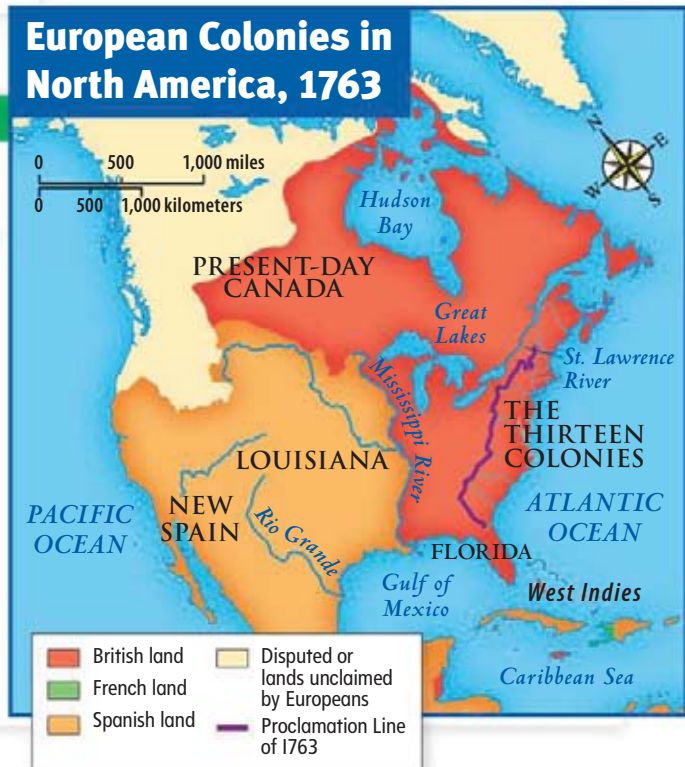 European Colonies in
North America, 1763
0 500 1,000 miles
0 500 1,000 kilometers
N
E
W
S
Hudson
Bay
PRESENT-DAY
CANADA
Great
Lakes
St. Lawrence
River
Mississippi River
THE
THIRTEEN
COLONIES
LOUISIANA
NEW
SPAIN
Rio Grande
PACIFIC
OCEAN
ATLANTIC
OCEAN
FLORIDA
Gulf of
Mexico
West Indies
Caribbean Sea
British land
French land
Spanish land
Disputed or
lands unclaimed
by Europeans
Proclamation Line
of 1763